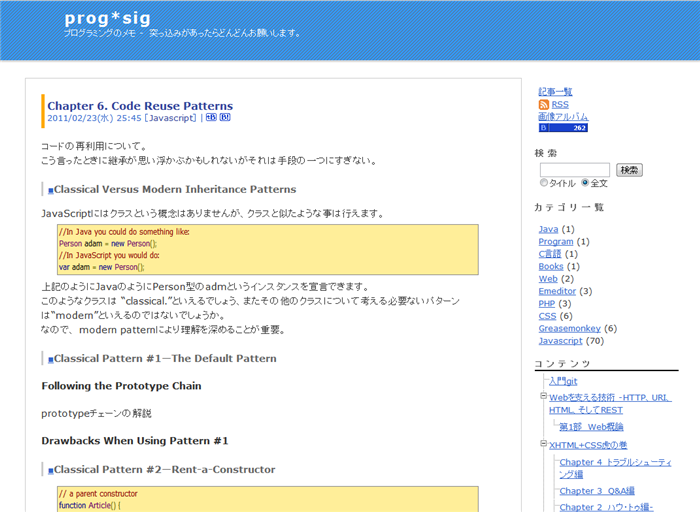 prog*sig
プログラミングのメモ - 突っ込みがあったらどんどんお願いします。
Chapter 6. Code Reuse Patterns
2011/02/23(水) 25:45 [Javascript] |
コードの再利用について。
こう言ったときに継承が思い浮かぶかもしれないがそれは手段の一つにすぎない。
■Classical Versus Modern Inheritance Patterns
JavaScriptにはクラスという概念はありませんが、クラスと似たような事は行えます。
//In Java you could do something like:
Person adam = new Person();
//In JavaScript you would do:
var adam = new Person();
上記のようにJavaのようにPerson型のadmというインスタンスを宣言できます。
このようなクラスは “classical.”といえるでしょう、またその他のクラスについて考える必要ないパターン
は“modern”といえるのではないでしょうか。
なので、 modern patternにより理解を深めることが重要。
■Classical Pattern #1—The Default Pattern
Following the Prototype Chain
prototypeチェーンの解説
Drawbacks When Using Pattern #1
■Classical Pattern #2—Rent-a-Constructor
// a parent constructor
function Article() {
記事一覧
RSS
画像アルバム
B! 262
検索
検索
タイトル 全文
カテゴリ一覧
Java (1)
Program (1)
C言語 (1)
Books (1)
Web (2)
Emeditor (3)
PHP (3)
CSS (6)
Greasemonkey (6)
Javascript (70)
コンテンツ
入門git
Webを支える技術 -HTTP、URI、
HTML、そしてREST
第1部 Web概論
XHTML+CSS虎の巻
Chapter 4 トラブルシューティ
ング編
Chapter 3 Q&A編
Chapter 2 ハウ・トゥ編-